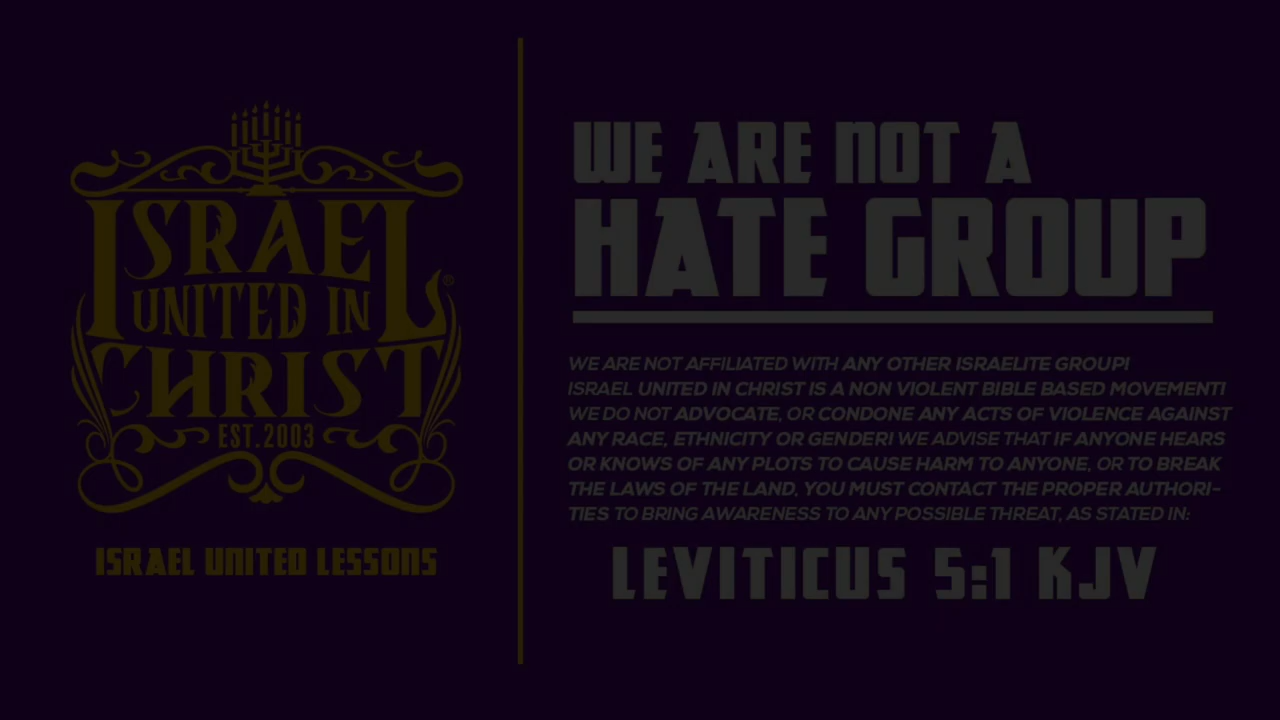 ISRAEL
UNITED IN
CHRIST®
EST.2003
ISRAEL UNITED LESSONS
WE ARE NOT A
HATE GROUP
WE ARE NOT AFFILIATED WITH ANY OTHER ISRAELITE GROUP!
ISRAEL UNITED IN CHRIST IS A NON VIOLENT BIBLE BASED MOVEMENT!
WE DO NOT ADVOCATE, OR CONDONE ANY ACTS OF VIOLENCE AGAINST
ANY RACE, ETHNICITY OR GENDER! WE ADVISE THAT IF ANYONE HEARS
OR KNOWS OF ANY PLOTS TO CAUSE HARM TO ANYONE, OR TO BREAK
THE LAWS OF THE LAND, YOU MUST CONTACT THE PROPER AUTHORI-
TIES TO BRING AWARENESS TO ANY POSSIBLE THREAT, AS STATED IN:
LEVITICUS 5:1 KJV